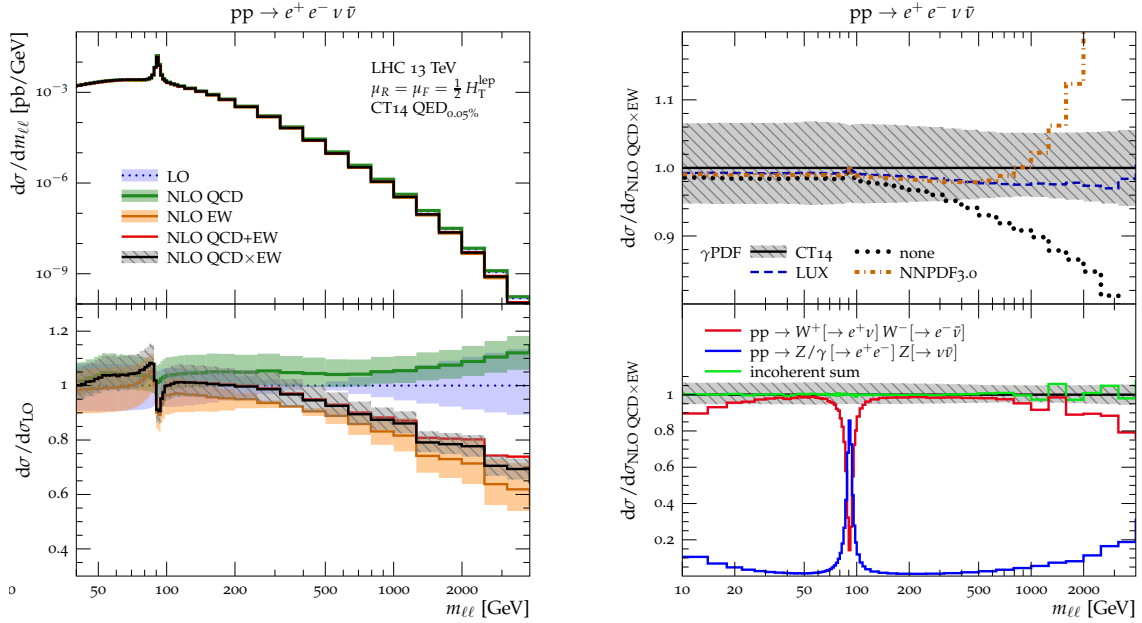 pp → e⁺ e⁻ ν ν̄
dσ/dm_ℓℓ [pb/GeV]
10⁻³
10⁻⁶
10⁻⁹
LHC 13 TeV
μ_R = μ_F = ½ H_T^lep
CT14 QED_0.05%
LO
NLO QCD
NLO EW
NLO QCD+EW
NLO QCD×EW
dσ/dσ_LO
1.2
1
0.8
0.6
0.4
50 100 200 500 1000 2000
m_ℓℓ [GeV]
0
pp → e⁺ e⁻ ν ν̄
dσ/dσ_NLO QCD×EW
1.1
1.0
0.9
γPDF
CT14
LUX
none
NNPDF3.0
dσ/dσ_NLO QCD×EW
pp → W⁺[→ e⁺ν] W⁻[→ e⁻ν̄]
pp → Z/γ [→ e⁺e⁻] Z[→ νν̄]
incoherent sum
1
0.8
0.6
0.4
0.2
10 20 50 100 200 500 1000 2000
m_ℓℓ [GeV]